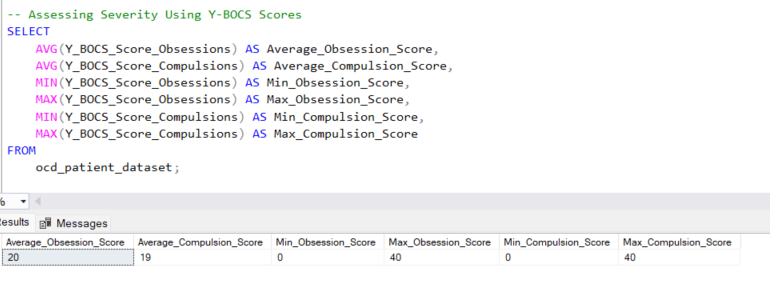 -- Assessing Severity Using Y-BOCS Scores
SELECT
AVG(Y_BOCS_Score_Obsessions) AS Average_Obsession_Score,
AVG(Y_BOCS_Score_Compulsions) AS Average_Compulsion_Score,
MIN(Y_BOCS_Score_Obsessions) AS Min_Obsession_Score,
MAX(Y_BOCS_Score_Obsessions) AS Max_Obsession_Score,
MIN(Y_BOCS_Score_Compulsions) AS Min_Compulsion_Score,
MAX(Y_BOCS_Score_Compulsions) AS Max_Compulsion_Score
FROM
ocd_patient_dataset;
%
esults Messages
Average_Obsession_Score Average_Compulsion_Score Min_Obsession_Score Max_Obsession_Score Min_Compulsion_Score Max_Compulsion_Score
20 19 0 40 0 40